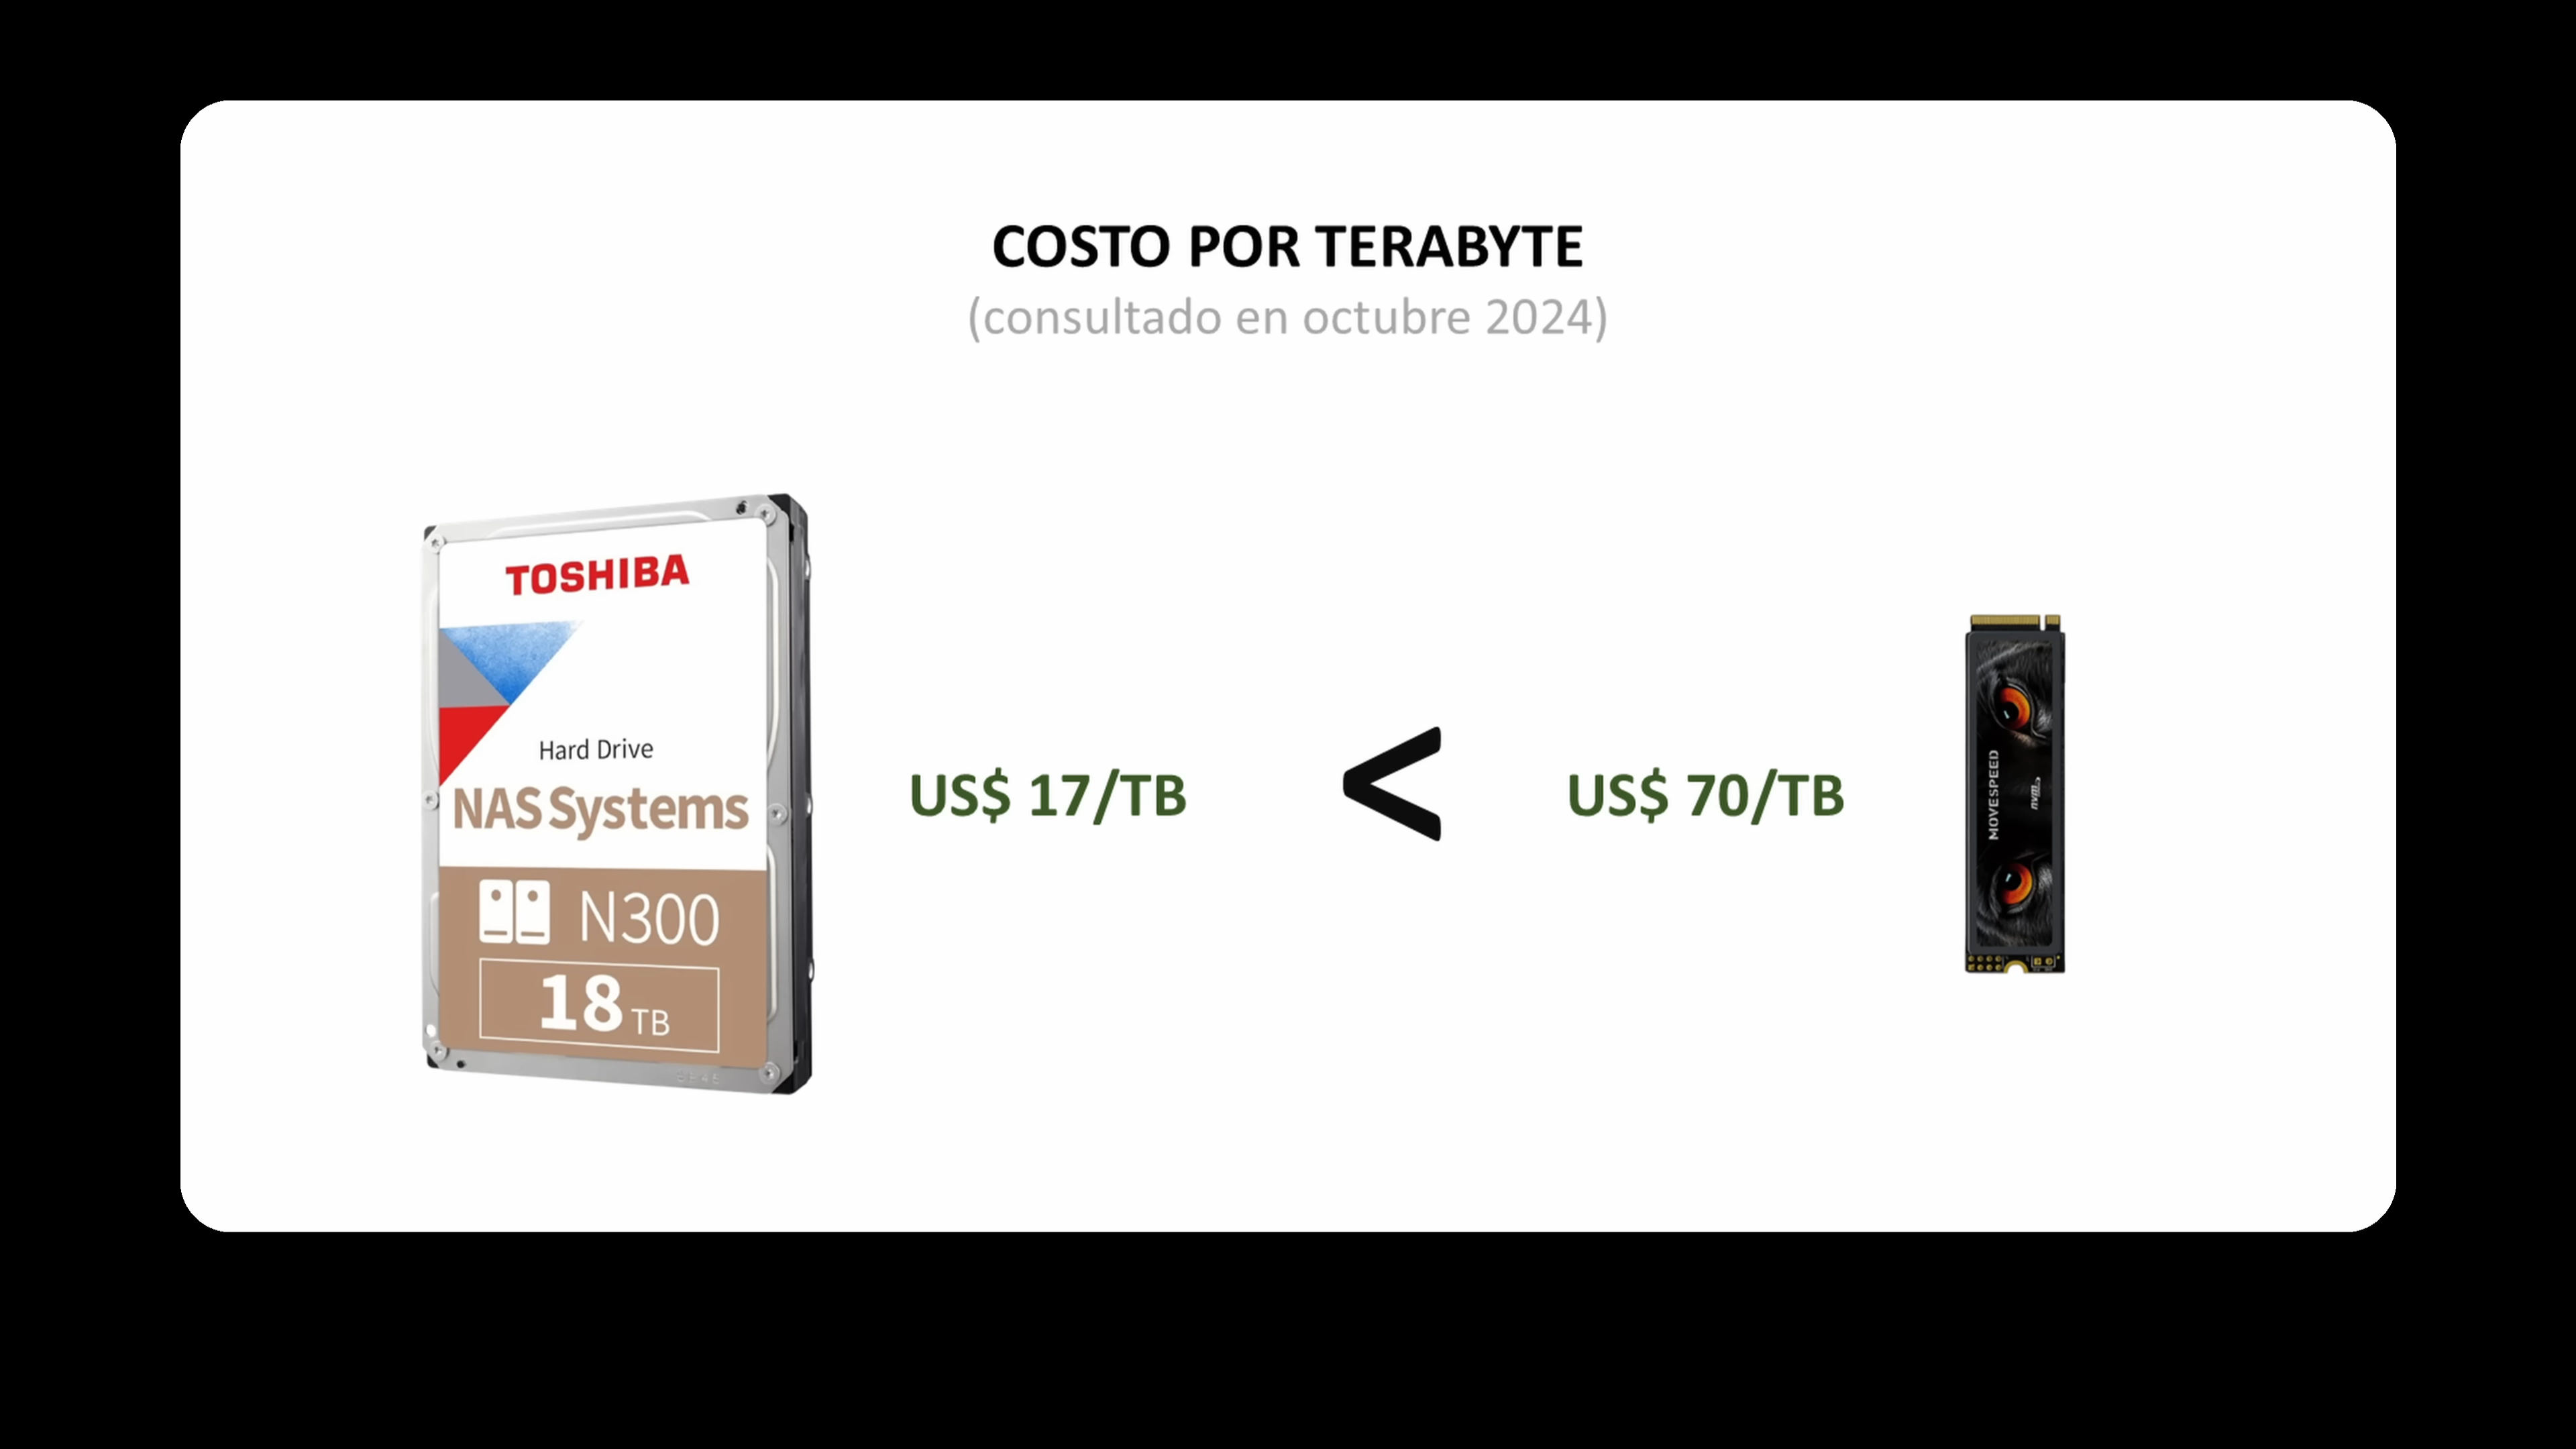 COSTO POR TERABYTE
(consultado en octubre 2024)
TOSHIBA
Hard Drive
NAS Systems
N300
18 TB
US$ 17/TB
<
US$ 70/TB
MOVESPEED
nvm